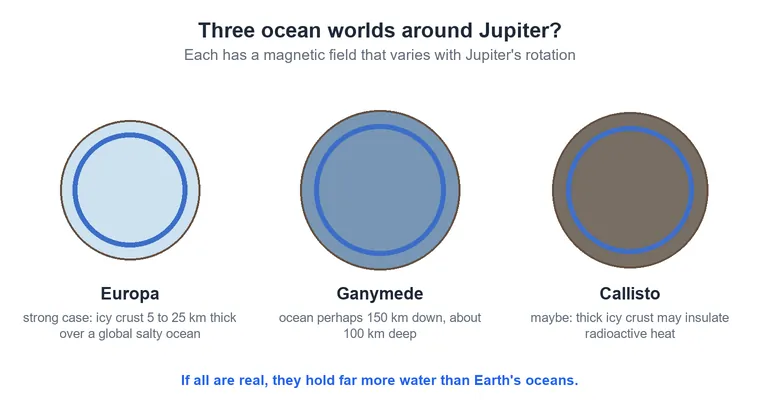 Three ocean worlds around Jupiter?
Each has a magnetic field that varies with Jupiter's rotation
Europa
strong case: icy crust 5 to 25 km thick
over a global salty ocean
Ganymede
ocean perhaps 150 km down, about
100 km deep
Callisto
maybe: thick icy crust may insulate
radioactive heat
If all are real, they hold far more water than Earth's oceans.